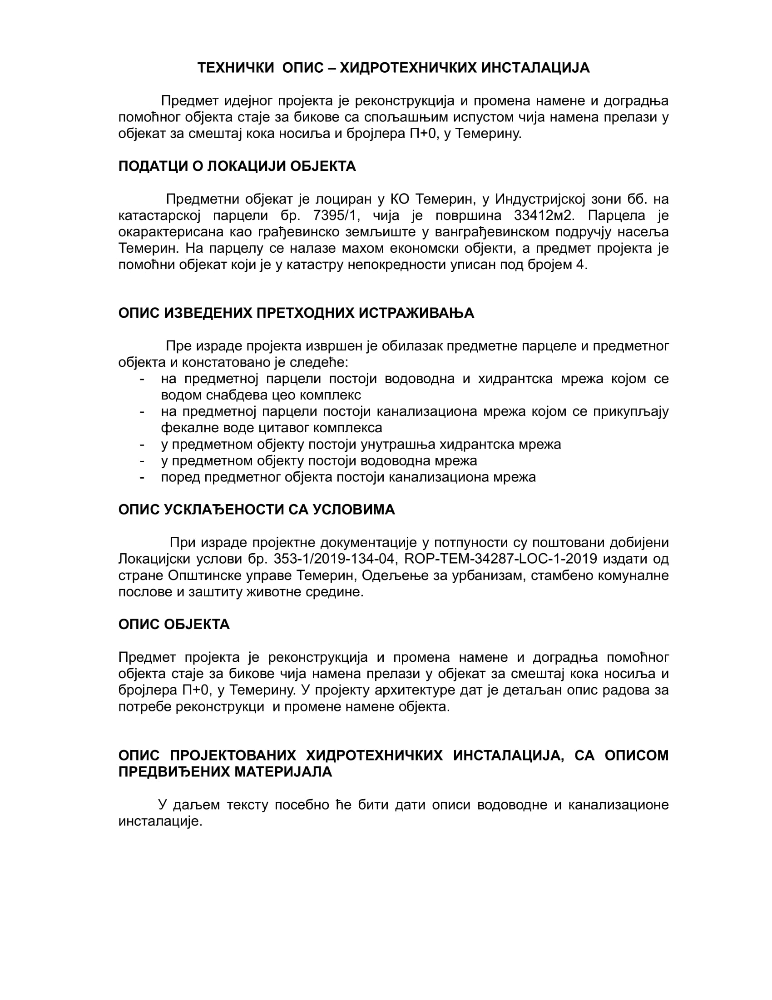 ТЕХНИЧКИ  ОПИС – ХИДРОТЕХНИЧКИХ ИНСТАЛАЦИЈА
Предмет идејног пројекта је реконструкција и промена намене и доградња
помоћног објекта стаје за бикове са спољашњим испустом чија намена прелази у
објекат за смештај кока носиља и бројлера П+0, у Темерину.
ПОДАТЦИ О ЛОКАЦИЈИ ОБЈЕКТА
Предметни објекат је лоциран у КО Темерин, у Индустријској зони бб. на
катастарској парцели бр. 7395/1, чија је површина 33412м2. Парцела је
окарактерисана као грађевинско земљиште у ванграђевинском подручју насеља
Темерин. На парцелу се налазе махом економски објекти, а предмет пројекта је
помоћни објекат који је у катастру непокредности уписан под бројем 4.
ОПИС ИЗВЕДЕНИХ ПРЕТХОДНИХ ИСТРАЖИВАЊА
Пре израде пројекта извршен је обилазак предметне парцеле и предметног
објекта и констатовано је следеће:
- на предметној парцели постоји водоводна и хидрантска мрежа којом се
водом снабдева цео комплекс
- на предметној парцели постоји канализациона мрежа којом се прикупљају
фекалне воде цитавог комплекса
- у предметном објекту постоји унутрашња хидрантска мрежа
- у предметном објекту постоји водоводна мрежа
- поред предметног објекта постоји канализациона мрежа
ОПИС УСКЛАЂЕНОСТИ СА УСЛОВИМА
При израде пројектне документације у потпуности су поштовани добијени
Локацијски услови бр. 353-1/2019-134-04, ROP-TEM-34287-LOC-1-2019 издати од
стране Општинске управе Темерин, Одељење за урбанизам, стамбено комуналне
послове и заштиту животне средине.
ОПИС ОБЈЕКТА
Предмет пројекта је реконструкција и промена намене и доградња помоћног
објекта стаје за бикове чија намена прелази у објекат за смештај кока носиља и
бројлера П+0, у Темерину. У пројекту архитектуре дат је детаљан опис радова за
потребе реконструкци  и промене намене објекта.
ОПИС ПРОЈЕКТОВАНИХ ХИДРОТЕХНИЧКИХ ИНСТАЛАЦИЈА, СА ОПИСОМ
ПРЕДВИЂЕНИХ МАТЕРИЈАЛА
У даљем тексту посебно ће бити дати описи водоводне и канализационе
инсталације.